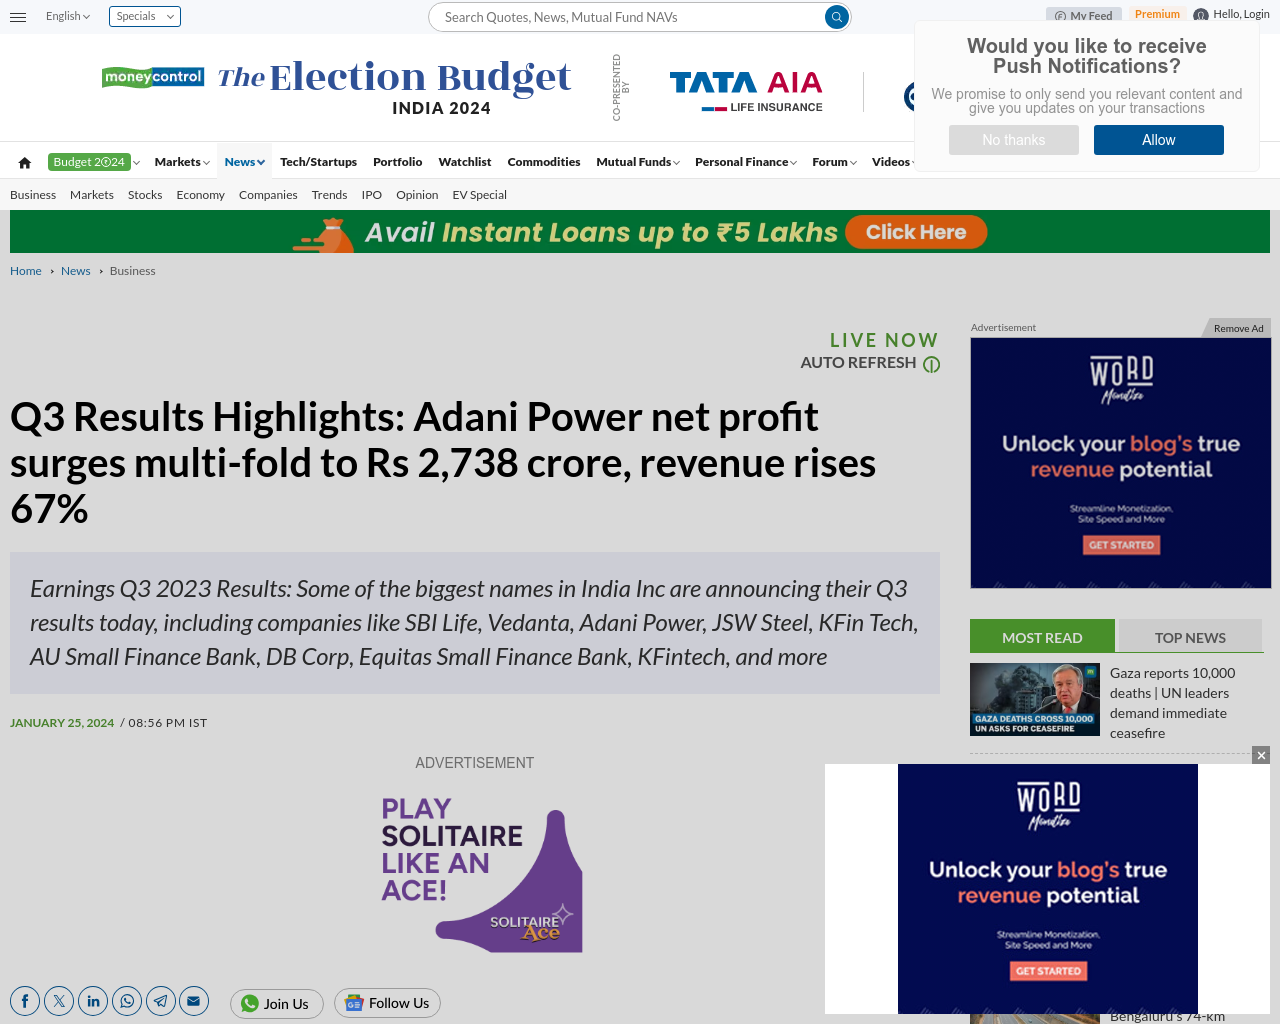 English
Specials
Search Quotes, News, Mutual Fund NAVs
My Feed
Premium
Hello, Login
Would you like to receive
Push Notifications?
We promise to only send you relevant content and
give you updates on your transactions
No thanks
Allow
moneycontrol
The Election Budget
INDIA 2024
CO-PRESENTED
BY
TATA AIA
LIFE INSURANCE
Budget 2024
Markets
News
Tech/Startups
Portfolio
Watchlist
Commodities
Mutual Funds
Personal Finance
Forum
Videos
Business
Markets
Stocks
Economy
Companies
Trends
IPO
Opinion
EV Special
Avail Instant Loans up to ₹5 Lakhs
Click Here
Home
News
Business
LIVE NOW
AUTO REFRESH
Q3 Results Highlights: Adani Power net profit
surges multi-fold to Rs 2,738 crore, revenue rises
67%
Earnings Q3 2023 Results: Some of the biggest names in India Inc are announcing their Q3
results today, including companies like SBI Life, Vedanta, Adani Power, JSW Steel, KFin Tech,
AU Small Finance Bank, DB Corp, Equitas Small Finance Bank, KFintech, and more
JANUARY 25, 2024 / 08:56 PM IST
ADVERTISEMENT
PLAY
SOLITAIRE
LIKE AN
ACE!
SOLITAIRE
Ace
Join Us
Follow Us
Advertisement
Remove Ad
WORD
Monetize
Unlock your blog's true
revenue potential
Streamline Monetization,
Site Speed and More
GET STARTED
MOST READ
TOP NEWS
GAZA DEATHS CROSS 10,000
UN ASKS FOR CEASEFIRE
Gaza reports 10,000
deaths | UN leaders
demand immediate
ceasefire
WORD
Monetize
Unlock your blog's true
revenue potential
Streamline Monetization,
Site Speed and More
GET STARTED
Bengaluru's 74-km